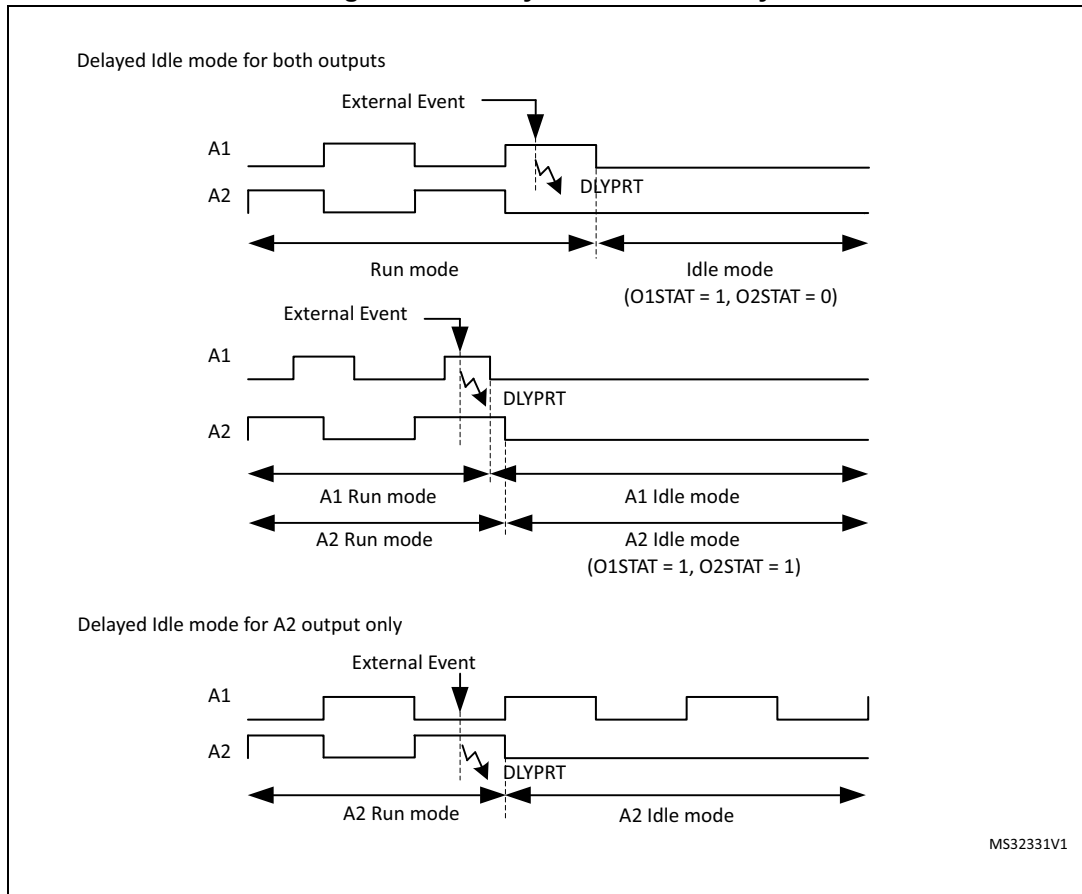 Delayed Idle mode for both outputs
External Event
A1
DLYPRT
A2
Run mode
Idle mode
(O1STAT = 1, O2STAT = 0)
External Event
A1
DLYPRT
A2
A1 Run mode
A1 Idle mode
A2 Run mode
A2 Idle mode
(O1STAT = 1, O2STAT = 1)
Delayed Idle mode for A2 output only
External Event
A1
A2
DLYPRT
A2 Run mode
A2 Idle mode
MS32331V1